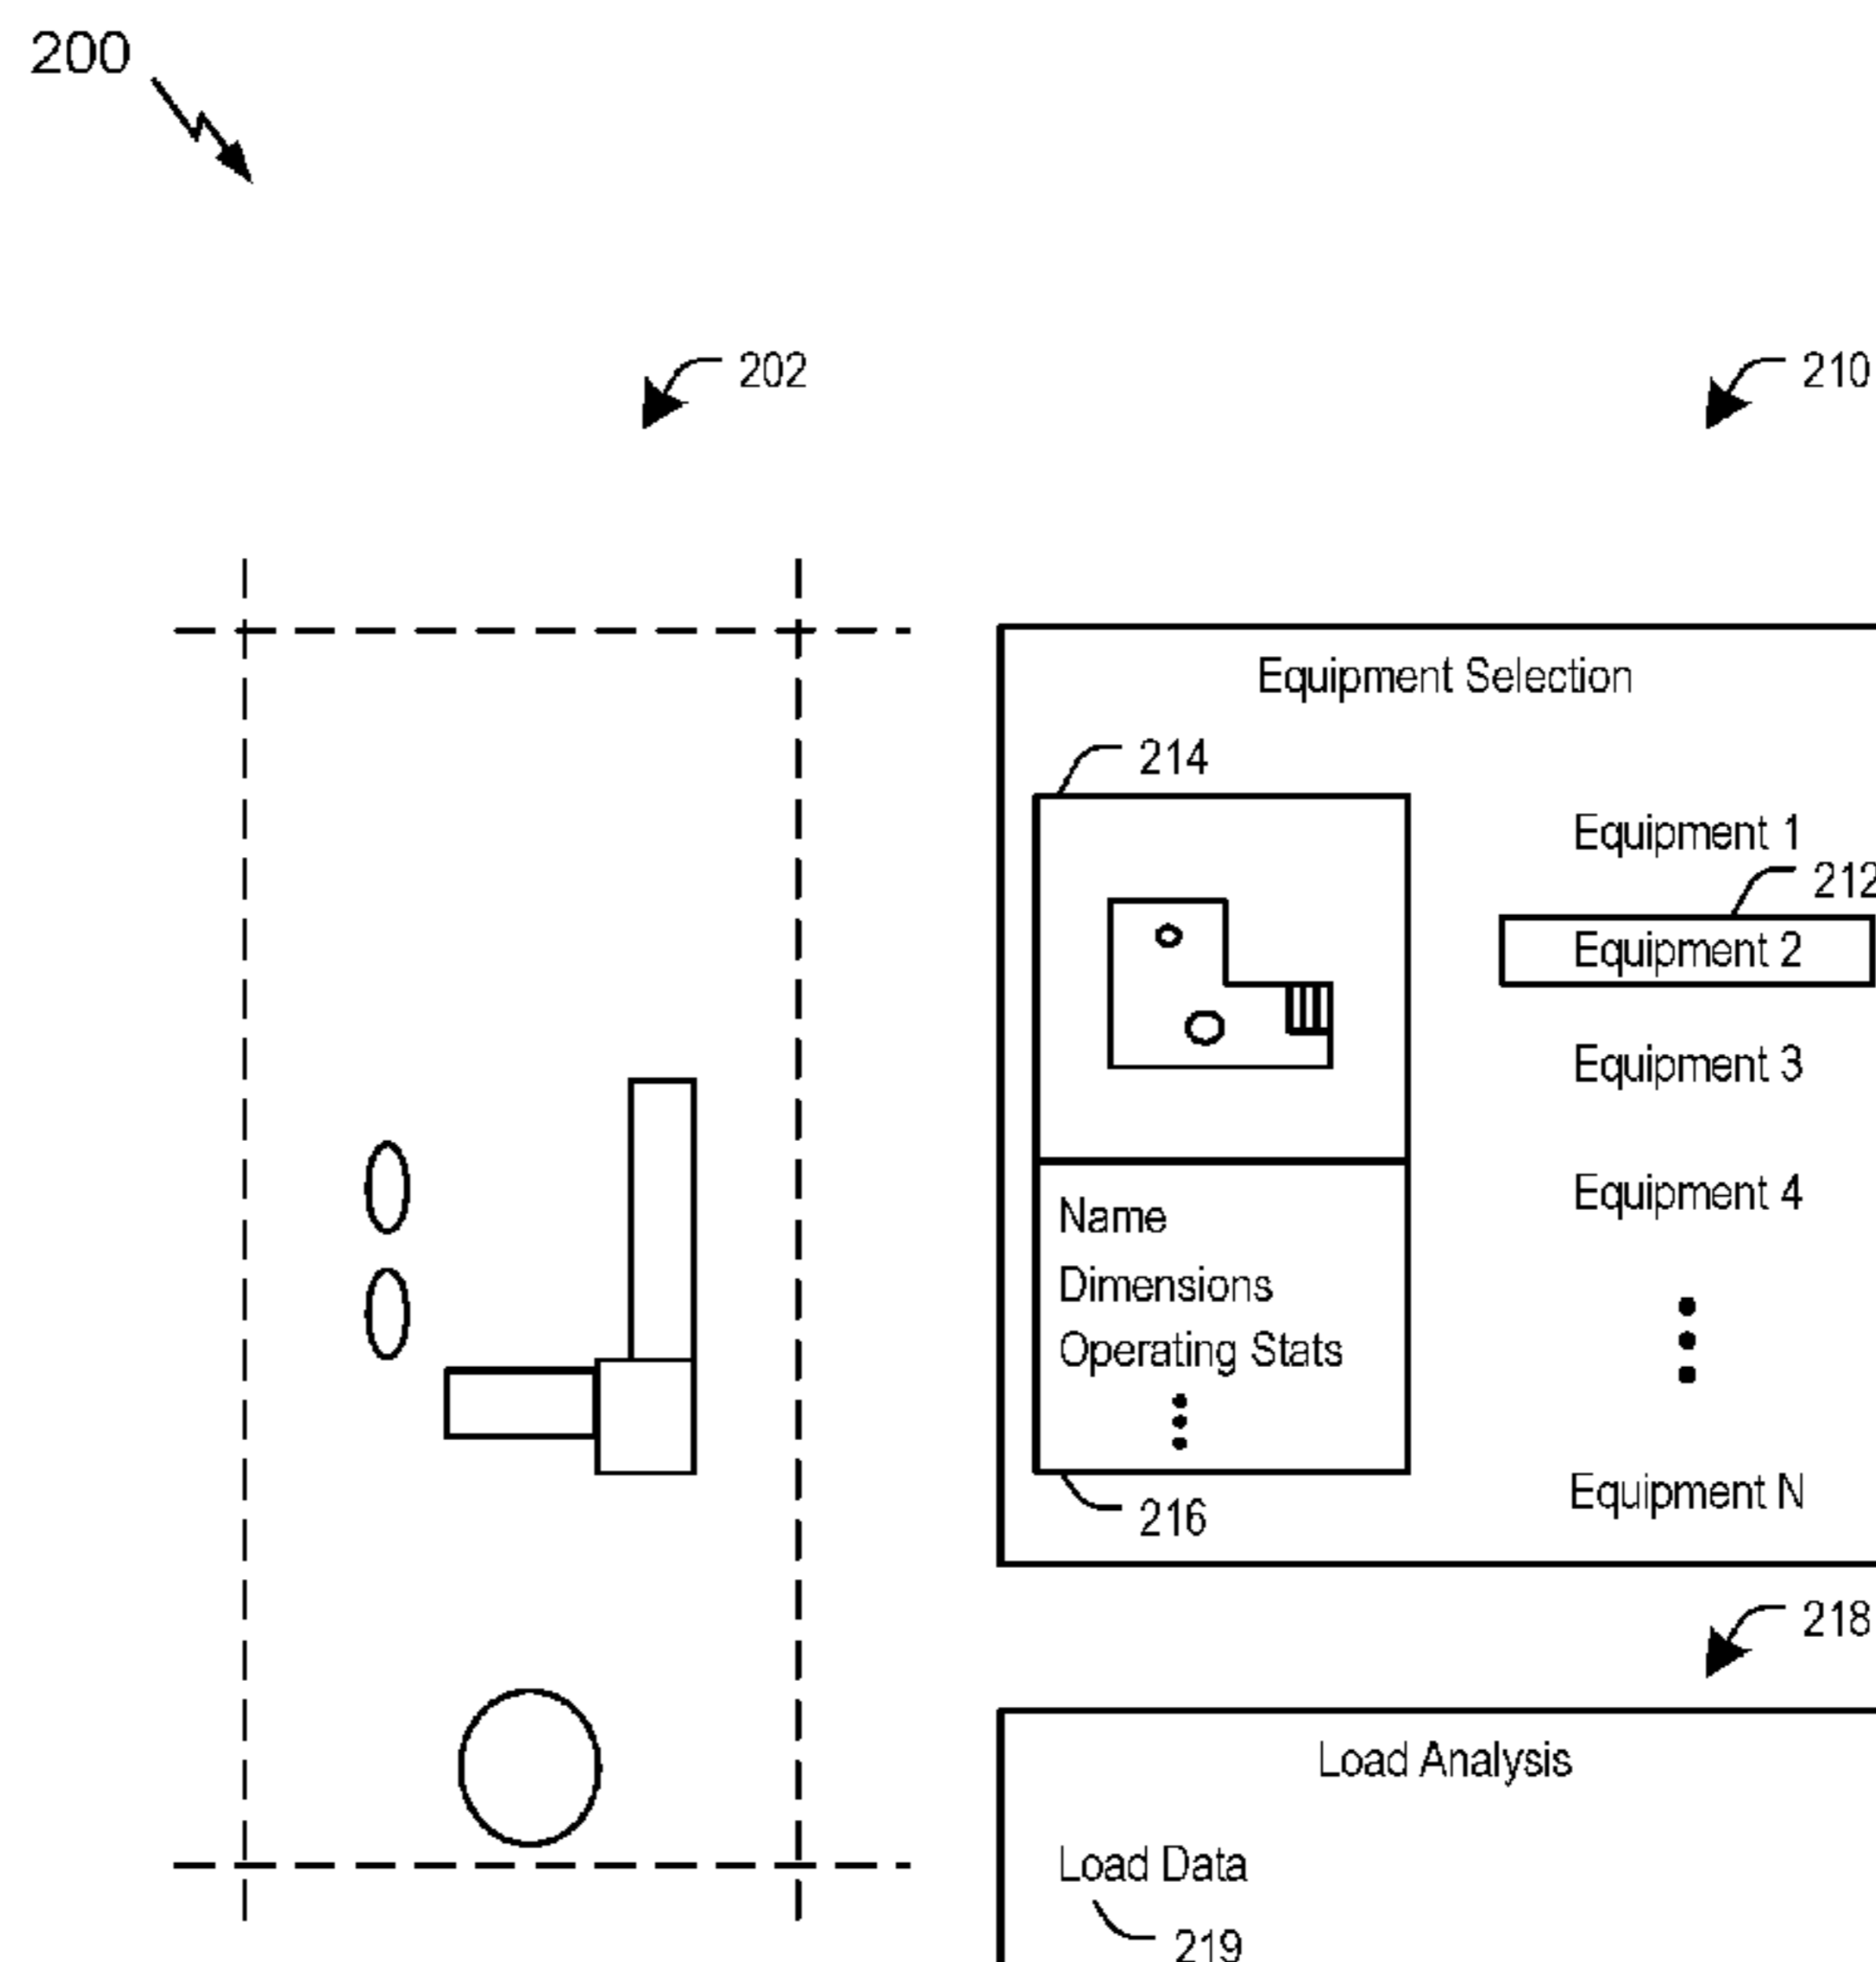 200
202
210
Equipment Selection
214
Equipment 1
212
Equipment 2
Equipment 3
Equipment 4
Name
Dimensions
Operating Stats
Equipment N
216
218
Load Analysis
Load Data
219